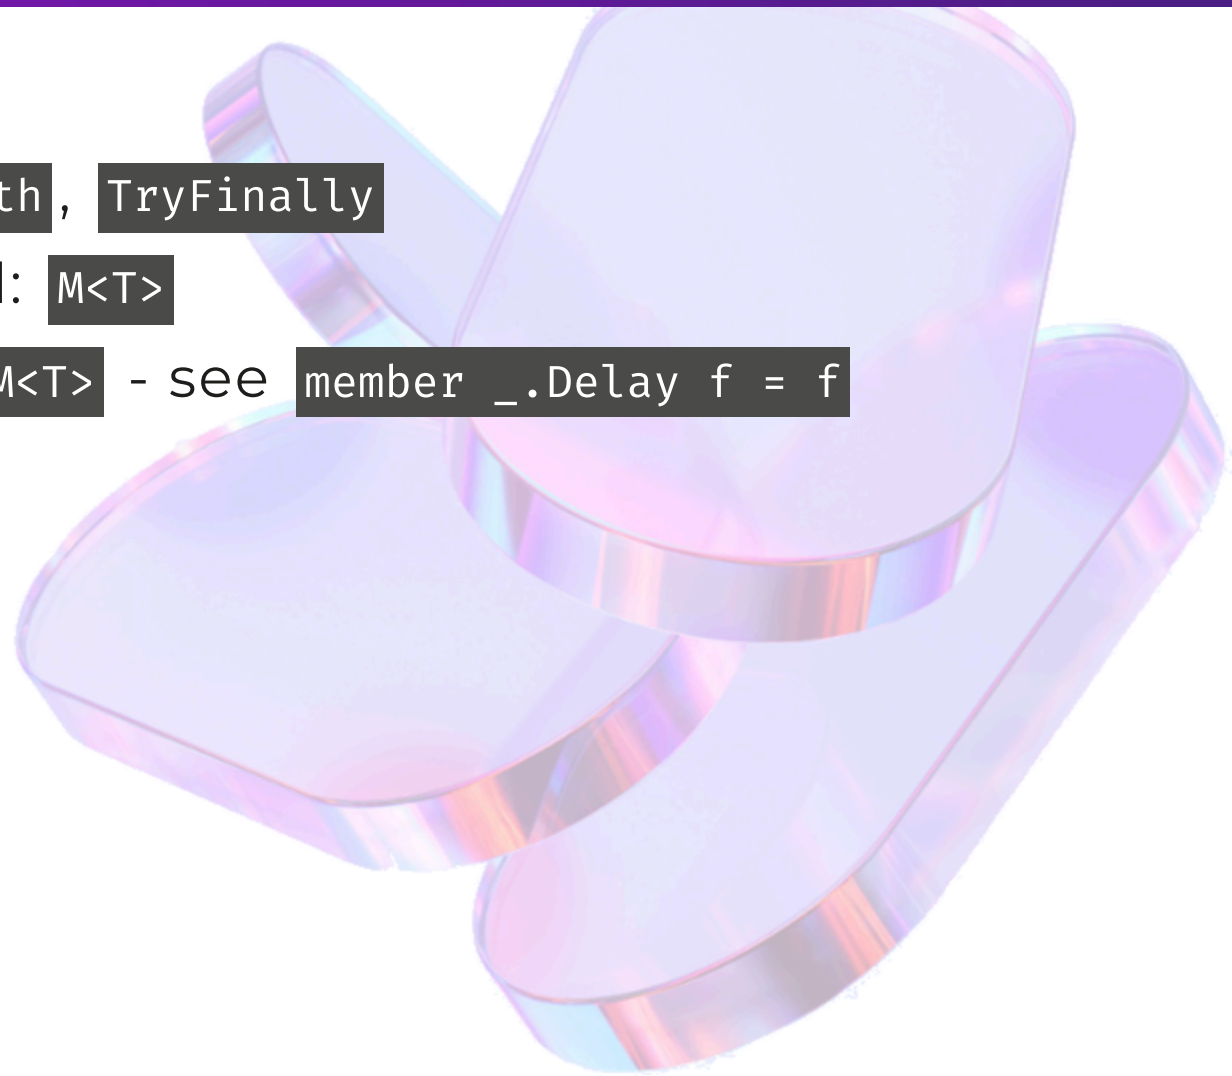 th, TryFinally
: M<T>
M<T> - see member _.Delay f = f